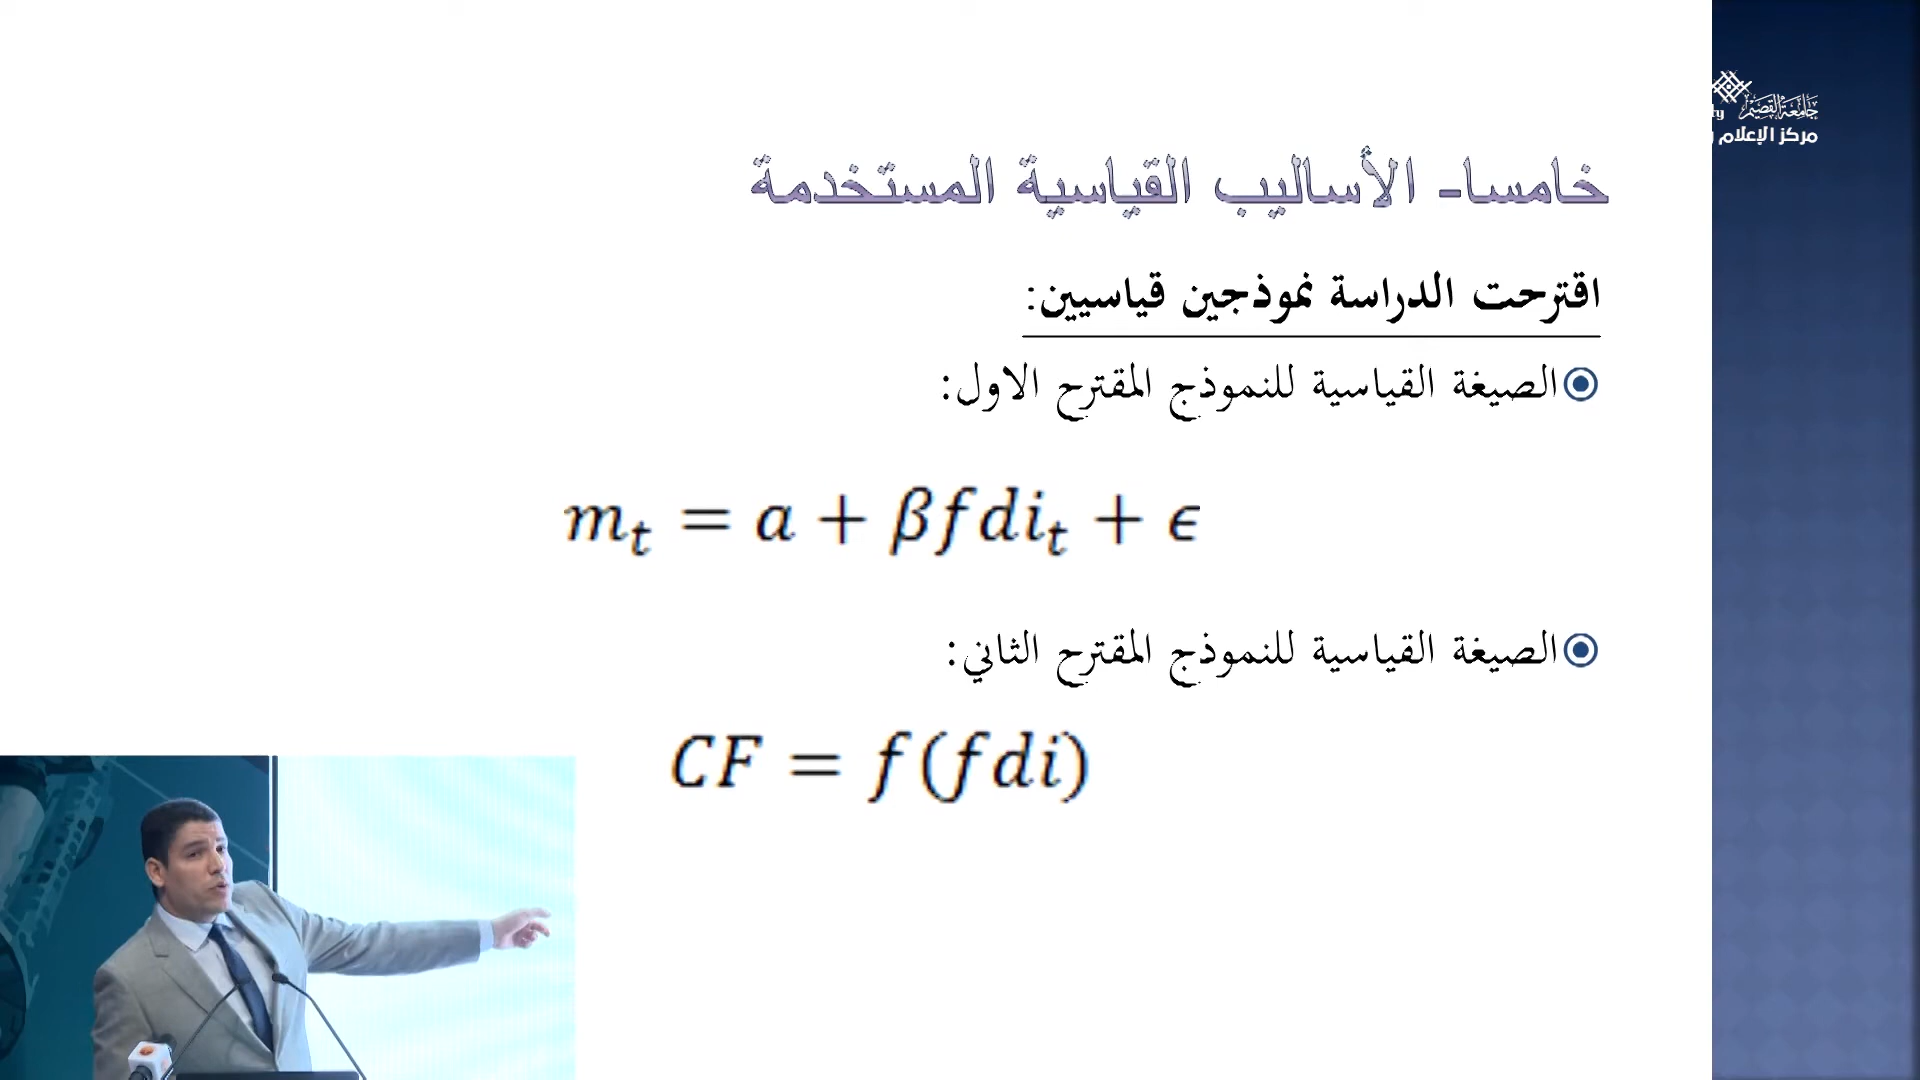 جامعة القصيم
ty
مركز الإعلام
خامسا- الأساليب القياسية المستخدمة
اقترحت الدراسة نموذجين قياسيين:
الصيغة القياسية للنموذج المقترح الاول:
m_t = a + βfdi_t + ϵ
الصيغة القياسية للنموذج المقترح الثاني:
CF = f(fdi)